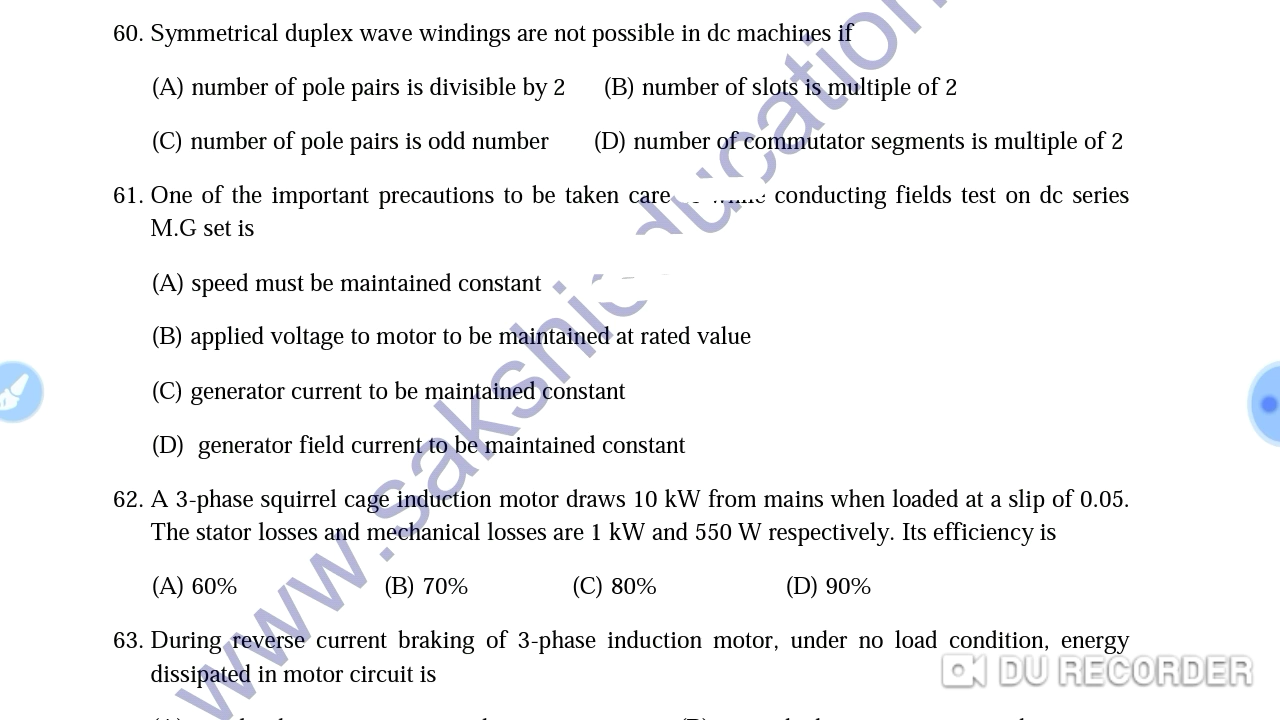 60. Symmetrical duplex wave windings are not possible in dc machines if
(A) number of pole pairs is divisible by 2 (B) number of slots is multiple of 2
(C) number of pole pairs is odd number (D) number of commutator segments is multiple of 2
61. One of the important precautions to be taken care while conducting fields test on dc series
M.G set is
(A) speed must be maintained constant
(B) applied voltage to motor to be maintained at rated value
(C) generator current to be maintained constant
(D) generator field current to be maintained constant
62. A 3-phase squirrel cage induction motor draws 10 kW from mains when loaded at a slip of 0.05.
The stator losses and mechanical losses are 1 kW and 550 W respectively. Its efficiency is
(A) 60% (B) 70% (C) 80% (D) 90%
63. During reverse current braking of 3-phase induction motor, under no load condition, energy
dissipated in motor circuit is
www.sakshieducation
DU RECORDER